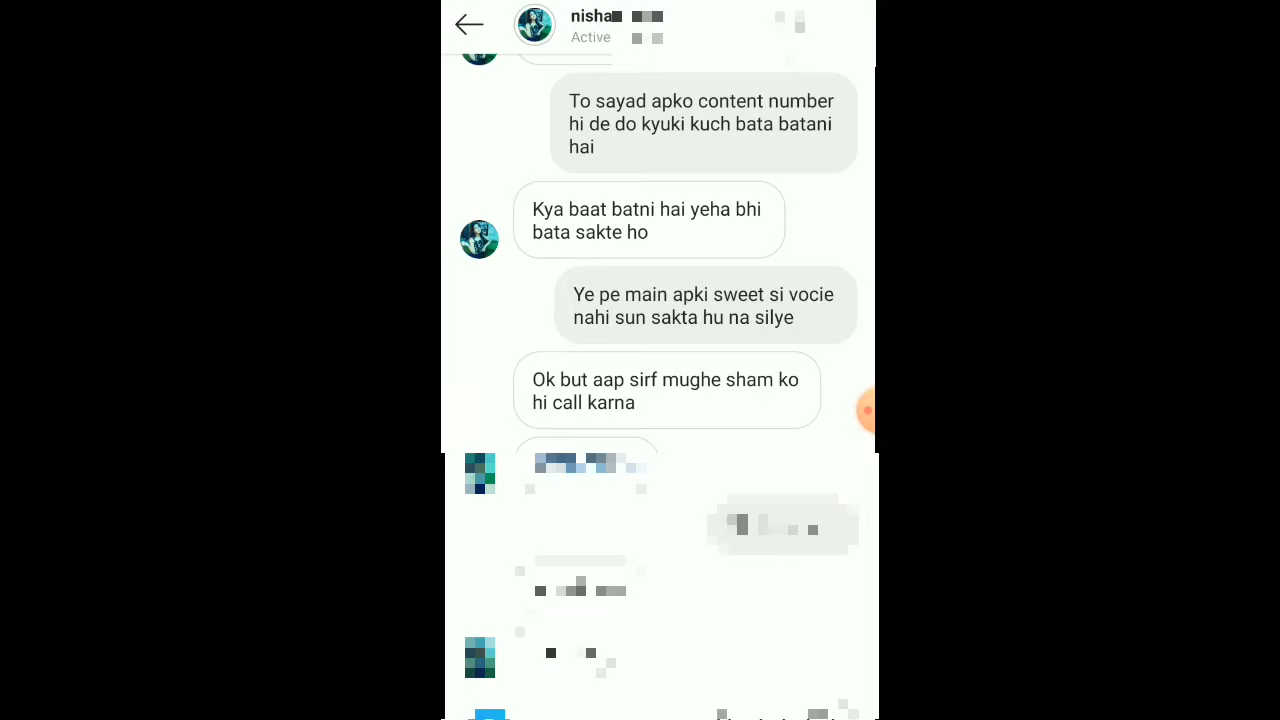 nisha
Active
To sayad apko content number
hi de do kyuki kuch bata batani
hai
Kya baat batni hai yeha bhi
bata sakte ho
Ye pe main apki sweet si vocie
nahi sun sakta hu na silye
Ok but aap sirf mughe sham ko
hi call karna